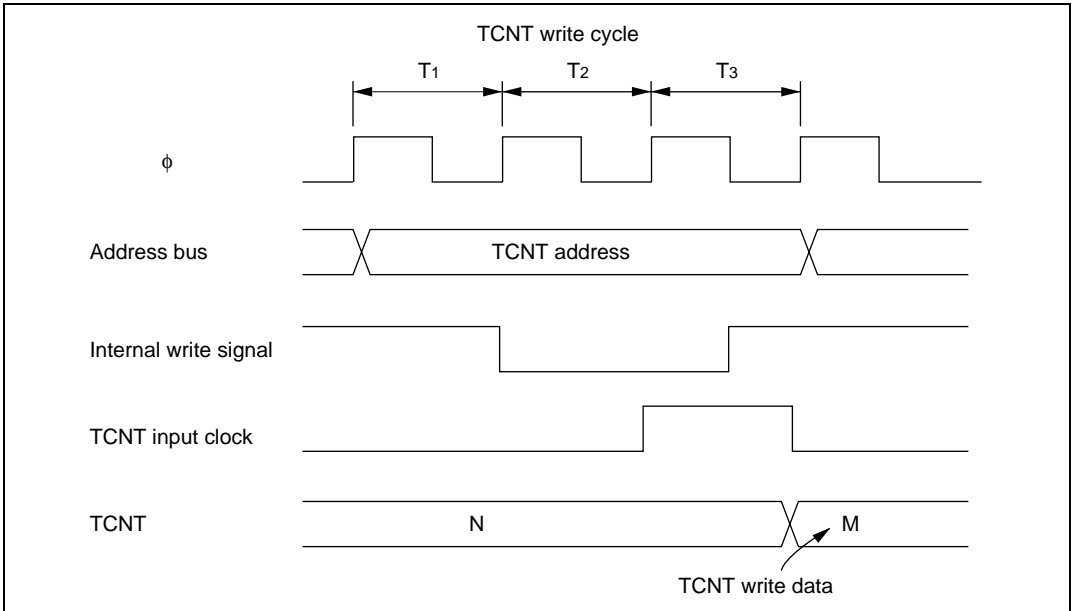 TCNT write cycle
T1 T2 T3
ϕ
Address bus TCNT address
Internal write signal
TCNT input clock
TCNT N M
TCNT write data